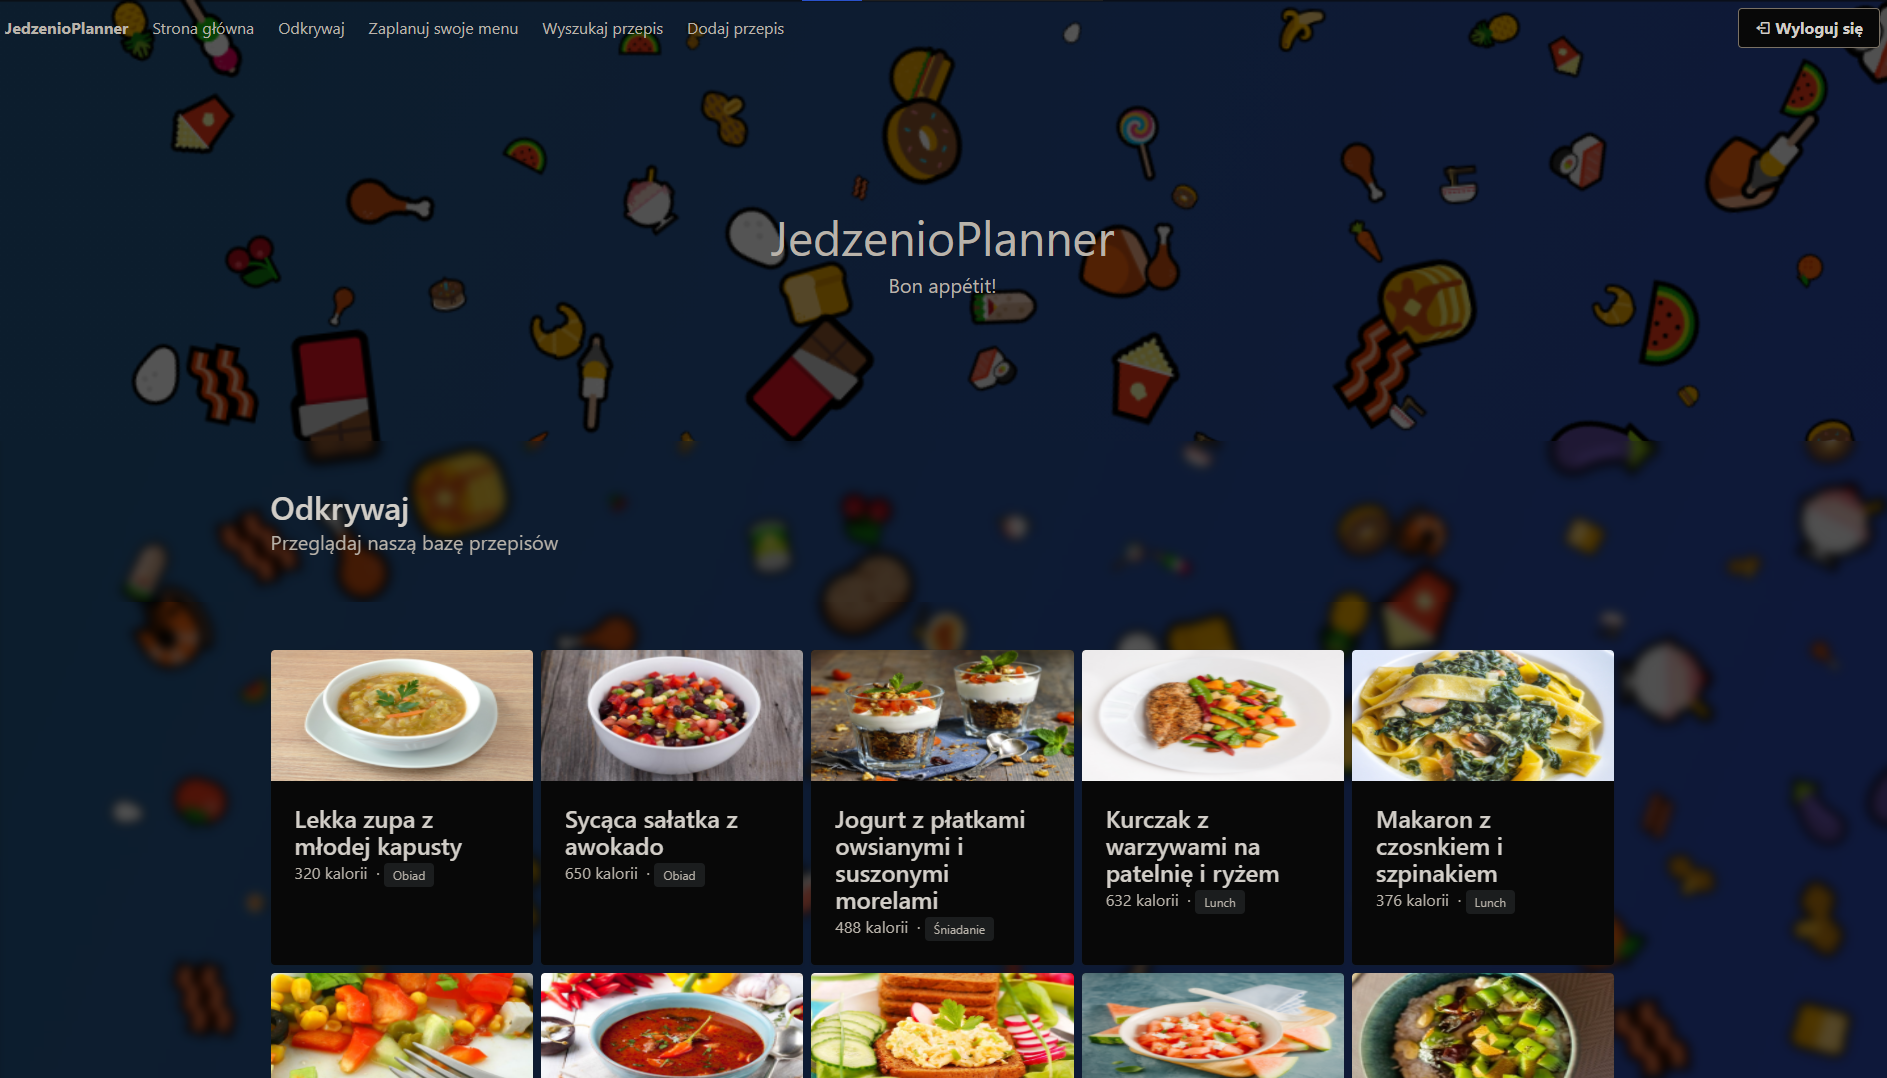 JedzenioPlanner Strona główna Odkrywaj Zaplanuj swoje menu Wyszukaj przepis Dodaj przepis Wyloguj się
JedzenioPlanner
Bon appétit!
Odkrywaj
Przeglądaj naszą bazę przepisów
Lekka zupa z
młodej kapusty
320 kalorii · Obiad
Sycąca sałatka z
awokado
650 kalorii · Obiad
Jogurt z płatkami
owsianymi i
suszonymi
morelami
488 kalorii · Śniadanie
Kurczak z
warzywami na
patelnię i ryżem
632 kalorii · Lunch
Makaron z
czosnkiem i
szpinakiem
376 kalorii · Lunch